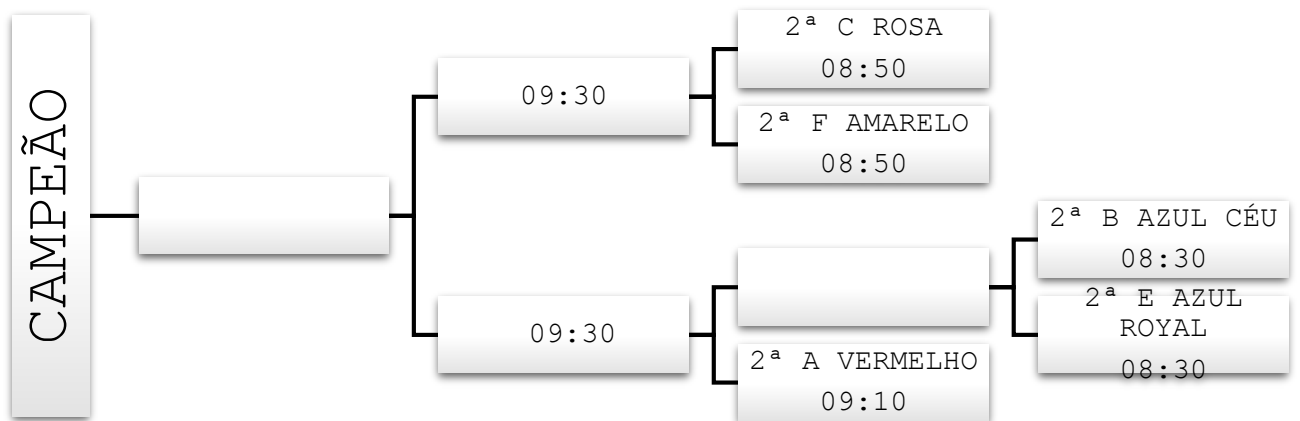 CAMPEÃO
09:30
2ª C ROSA
08:50
2ª F AMARELO
08:50
09:30
2ª B AZUL CÉU
08:30
2ª E AZUL
ROYAL
08:30
2ª A VERMELHO
09:10